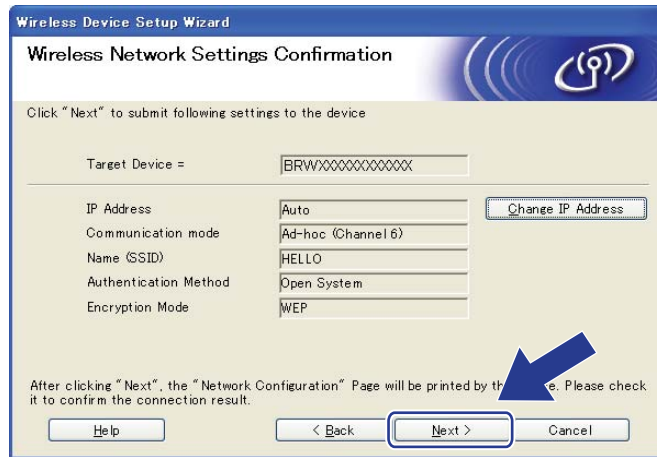 Wireless Device Setup Wizard
Wireless Network Settings Confirmation
Click "Next" to submit following settings to the device
Target Device = BRWXXXXXXXXXXXX
IP Address Auto Change IP Address
Communication mode Ad-hoc (Channel 6)
Name (SSID) HELLO
Authentication Method Open System
Encryption Mode WEP
After clicking "Next", the "Network Configuration" Page will be printed by Please check
it to confirm the connection result.
Help < Back Next > Cancel